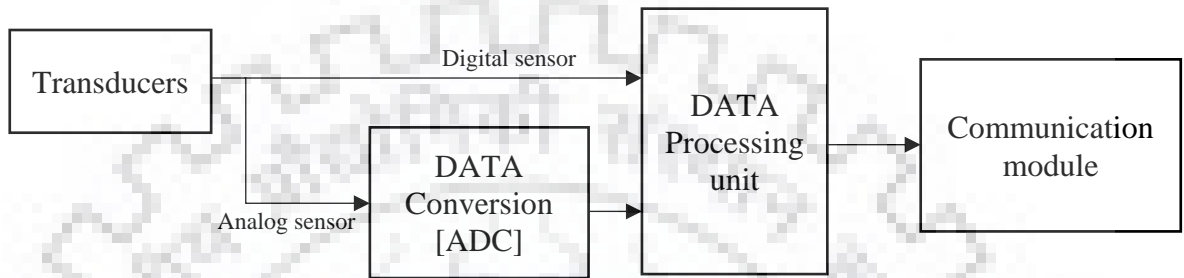 Transducers
Digital sensor
Analog sensor
DATA
Conversion
[ADC]
DATA
Processing
unit
Communication
module